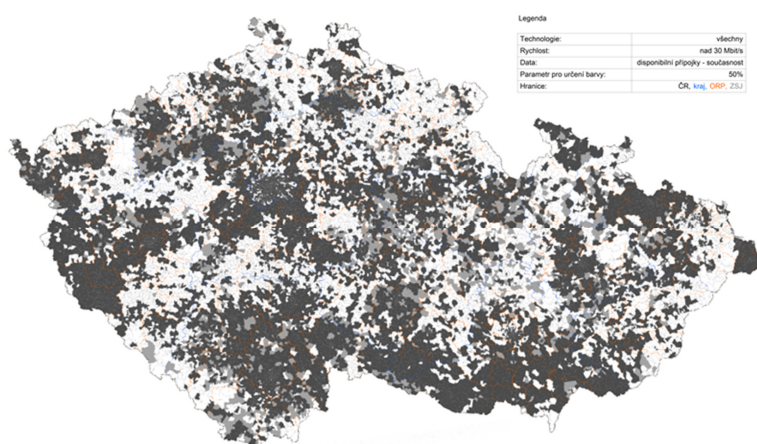 Legenda
Technologie: všechny
Rychlost: nad 30 Mbit/s
Data: disponibilní přípojky - současnost
Parametr pro určení barvy: 50%
Hranice: ČR, kraj, ORP, ZSJ